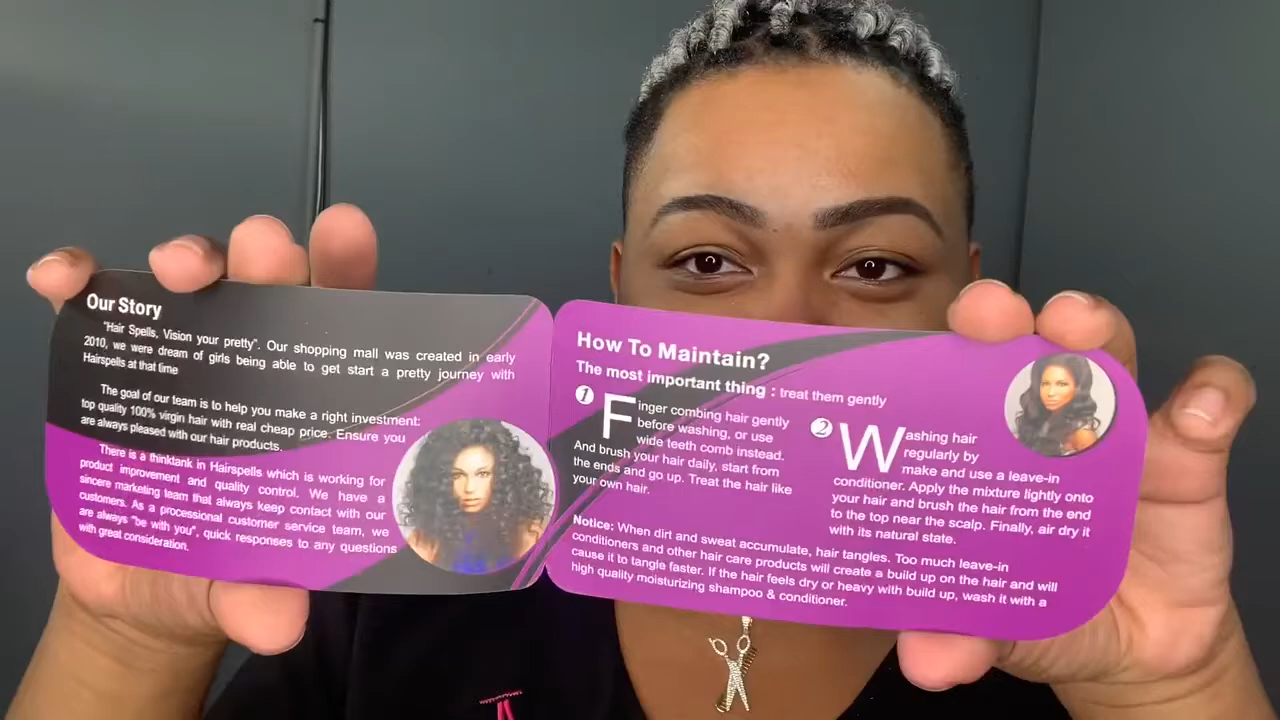 Our Story
"Hair Spells, Vision your pretty". Our shopping mall was created in early
2010, we were dream of girls being able to get start a pretty journey with
Hairspells at that time
The goal of our team is to help you make a right investment:
top quality 100% virgin hair with real cheap price. Ensure you
are always pleased with our hair products.
There is a thinktank in Hairspells which is working for
product improvement and quality control. We have a
sincere marketing team that always keep contact with our
customers. As a processional customer service team, we
are always "be with you", quick responses to any questions
with great consideration.
How To Maintain?
The most important thing : treat them gently
1 Finger combing hair gently
before washing, or use
wide teeth comb instead.
And brush your hair daily, start from
the ends and go up. Treat the hair like
your own hair.
2 Washing hair
regularly by
make and use a leave-in
conditioner. Apply the mixture lightly onto
your hair and brush the hair from the end
to the top near the scalp. Finally, air dry it
with its natural state.
Notice: When dirt and sweat accumulate, hair tangles. Too much leave-in
conditioners and other hair care products will create a build up on the hair and will
cause it to tangle faster. If the hair feels dry or heavy with build up, wash it with a
high quality moisturizing shampoo & conditioner.